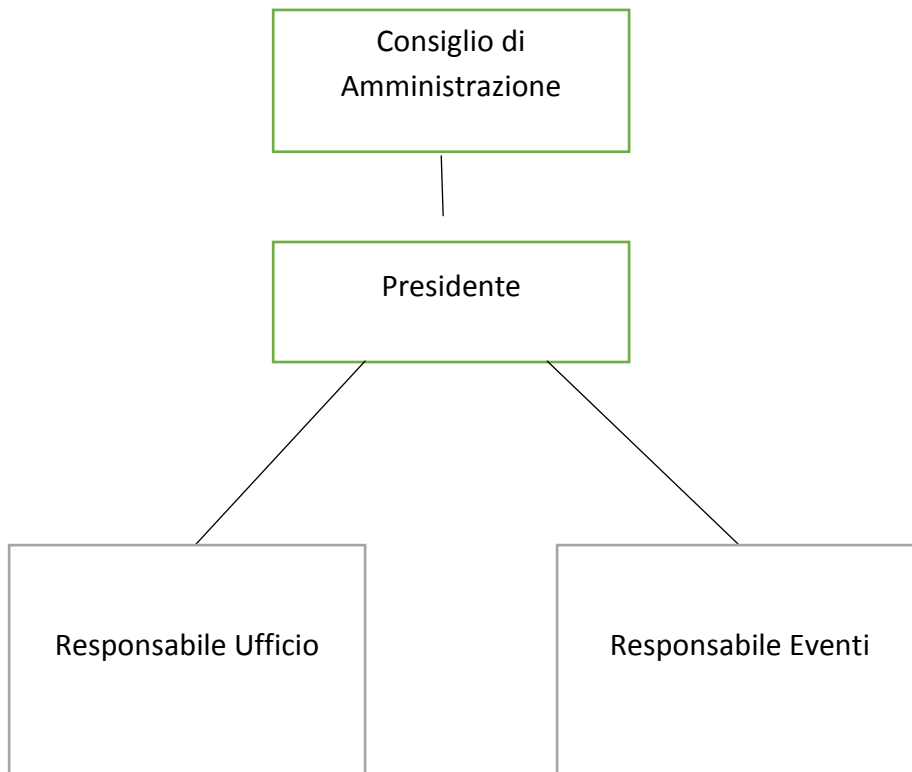 Consiglio di
Amministrazione
Presidente
Responsabile Ufficio
Responsabile Eventi